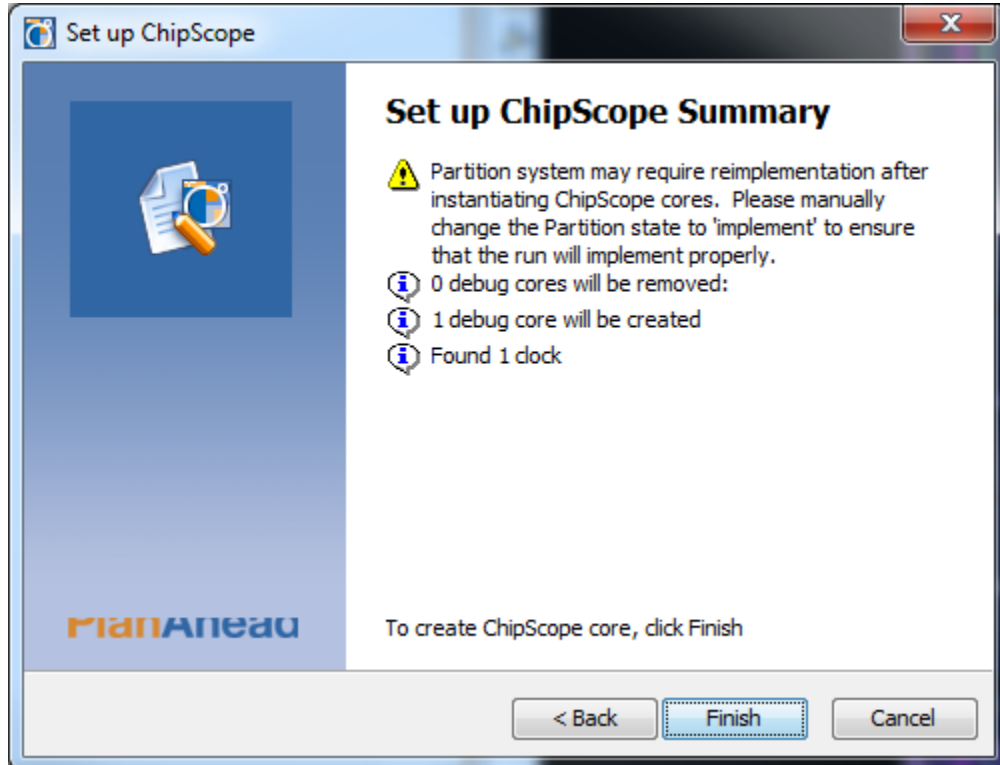 Set up ChipScope
Set up ChipScope Summary
Partition system may require reimplementation after
instantiating ChipScope cores.  Please manually
change the Partition state to 'implement' to ensure
that the run will implement properly.
0 debug cores will be removed:
1 debug core will be created
Found 1 clock
PlanAhead
To create ChipScope core, click Finish
< Back
Finish
Cancel